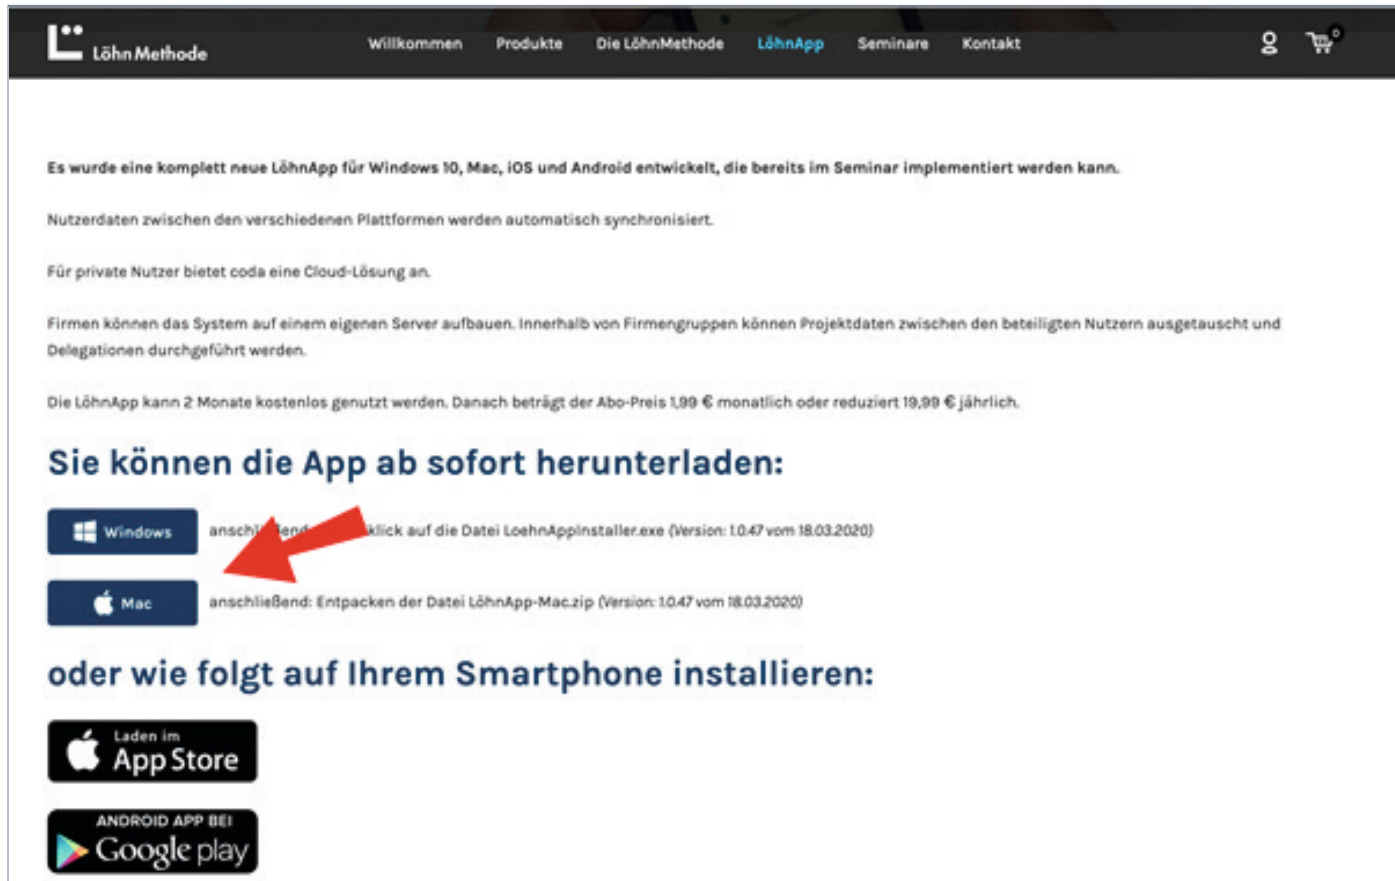 Löhn Methode
Willkommen Produkte Die LöhnMethode LöhnApp Seminare Kontakt
0
Es wurde eine komplett neue LöhnApp für Windows 10, Mac, iOS und Android entwickelt, die bereits im Seminar implementiert werden kann.
Nutzerdaten zwischen den verschiedenen Plattformen werden automatisch synchronisiert.
Für private Nutzer bietet coda eine Cloud-Lösung an.
Firmen können das System auf einem eigenen Server aufbauen. Innerhalb von Firmengruppen können Projektdaten zwischen den beteiligten Nutzern ausgetauscht und
Delegationen durchgeführt werden.
Die LöhnApp kann 2 Monate kostenlos genutzt werden. Danach beträgt der Abo-Preis 1,99 € monatlich oder reduziert 19,99 € jährlich.
Sie können die App ab sofort herunterladen:
Windows anschließend klick auf die Datei LoehnAppInstaller.exe (Version: 1.0.47 vom 18.03.2020)
Mac anschließend: Entpacken der Datei LöhnApp-Mac.zip (Version: 1.0.47 vom 18.03.2020)
oder wie folgt auf Ihrem Smartphone installieren:
Laden im
App Store
ANDROID APP BEI
Google play